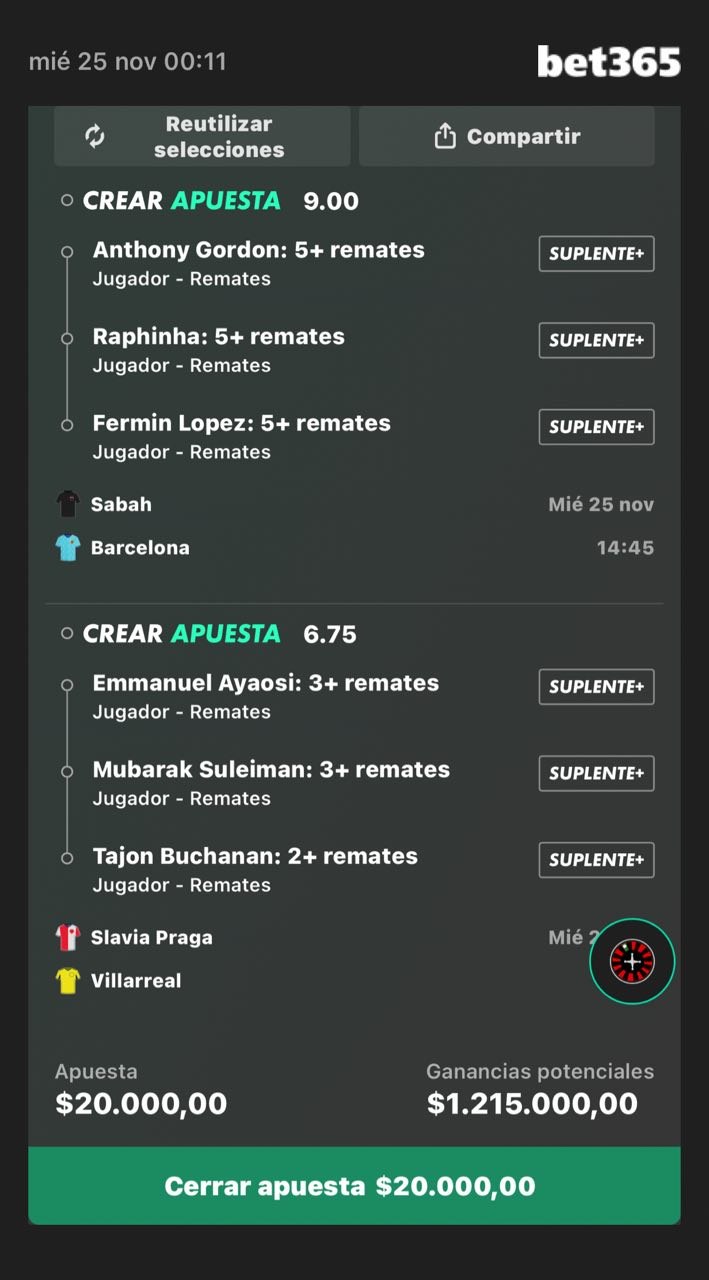 mié 25 nov 00:11
bet365
Reutilizar
selecciones
Compartir
CREAR APUESTA 9.00
Anthony Gordon: 5+ remates
SUPLENTE+
Jugador - Remates
Raphinha: 5+ remates
SUPLENTE+
Jugador - Remates
Fermin Lopez: 5+ remates
SUPLENTE+
Jugador - Remates
Sabah
Mié 25 nov
Barcelona
14:45
CREAR APUESTA 6.75
Emmanuel Ayaosi: 3+ remates
SUPLENTE+
Jugador - Remates
Mubarak Suleiman: 3+ remates
SUPLENTE+
Jugador - Remates
Tajon Buchanan: 2+ remates
SUPLENTE+
Jugador - Remates
Slavia Praga
Mié
Villarreal
Apuesta
Ganancias potenciales
$20.000,00
$1.215.000,00
Cerrar apuesta $20.000,00